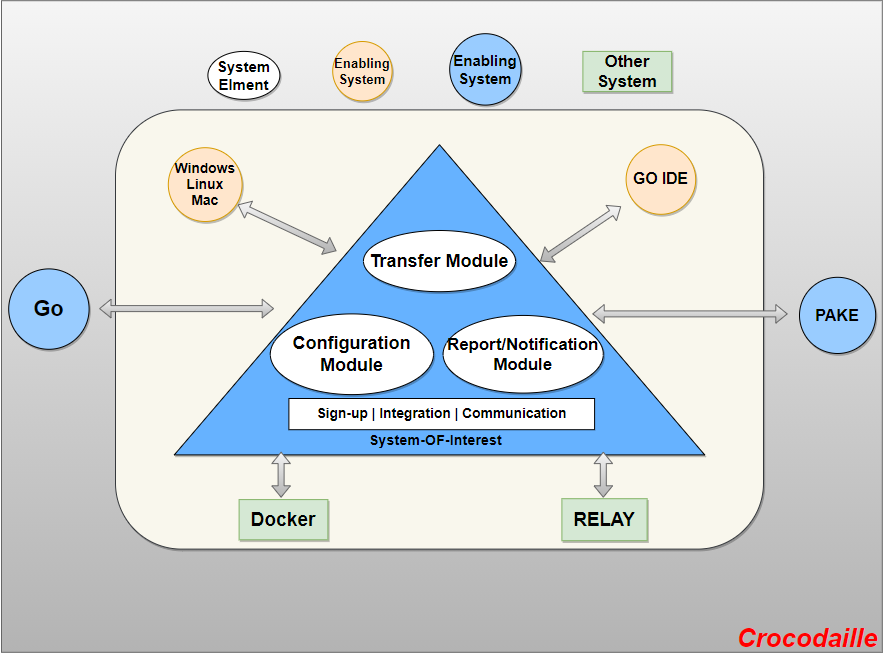 System
Elment
Enabling
System
Enabling
System
Other
System
Windows
Linux
Mac
GO IDE
Transfer Module
Go
PAKE
Configuration
Module
Report/Notification
Module
Sign-up | Integration | Communication
System-OF-Interest
Docker
RELAY
Crocodaille